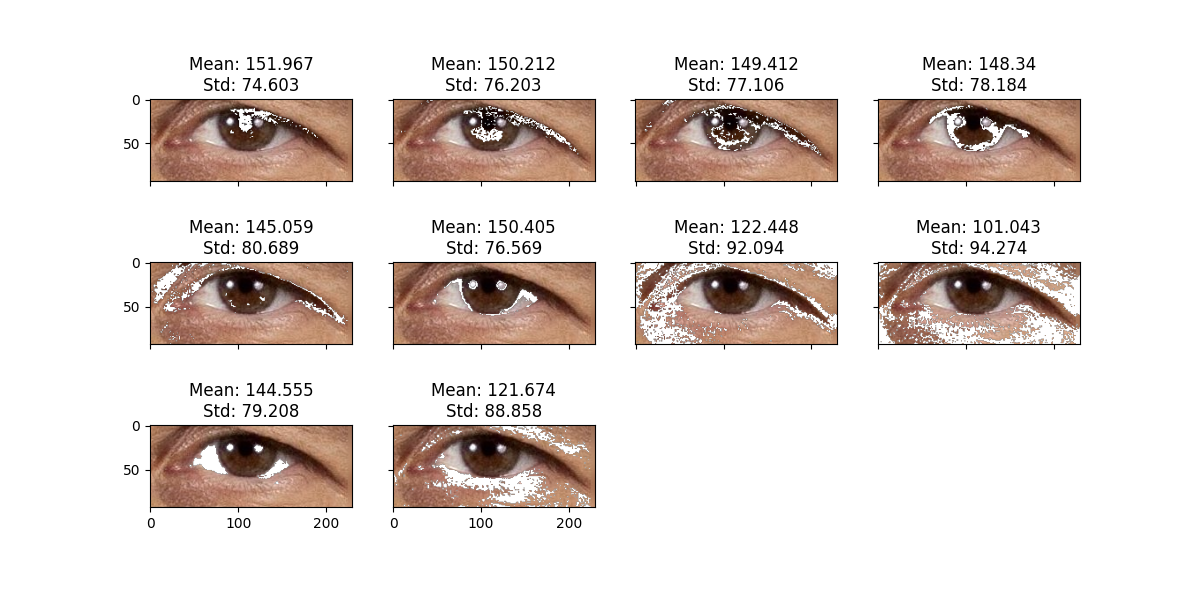 Mean: 151.967
Std: 74.603
Mean: 150.212
Std: 76.203
Mean: 149.412
Std: 77.106
Mean: 148.34
Std: 78.184
0
50
Mean: 145.059
Std: 80.689
Mean: 150.405
Std: 76.569
Mean: 122.448
Std: 92.094
Mean: 101.043
Std: 94.274
0
50
Mean: 144.555
Std: 79.208
Mean: 121.674
Std: 88.858
0
50
0 100 200
0 100 200